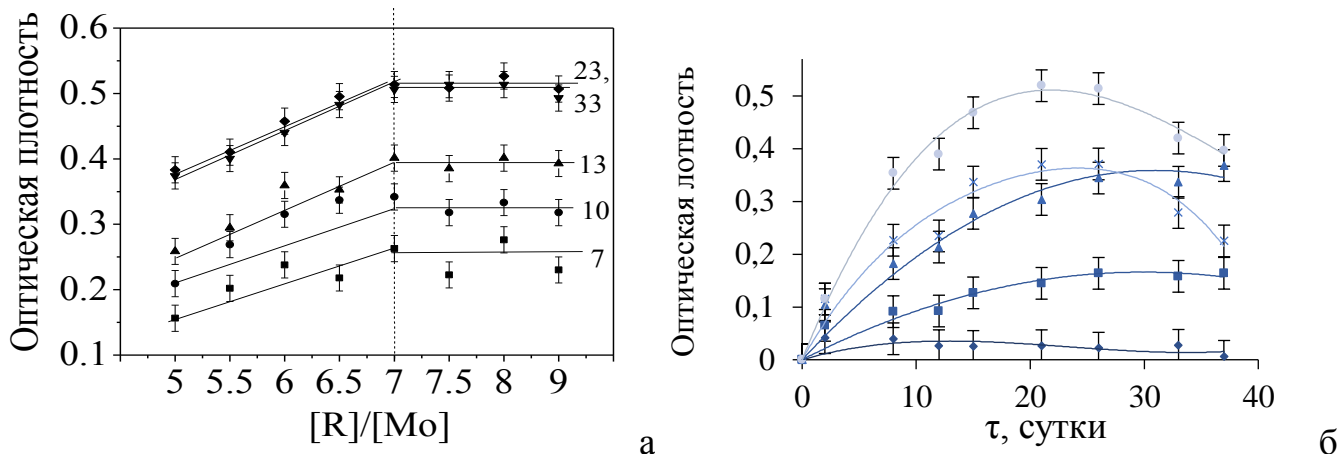 Оптическая плотность
0.6
0.5
0.4
0.3
0.2
0.1
23,
33
13
10
7
5 5.5 6 6.5 7 7.5 8 9
[R]/[Mo]
а
Оптическая лотность
0,5
0,4
0,3
0,2
0,1
0
0 10 20 30 40
τ, сутки
б